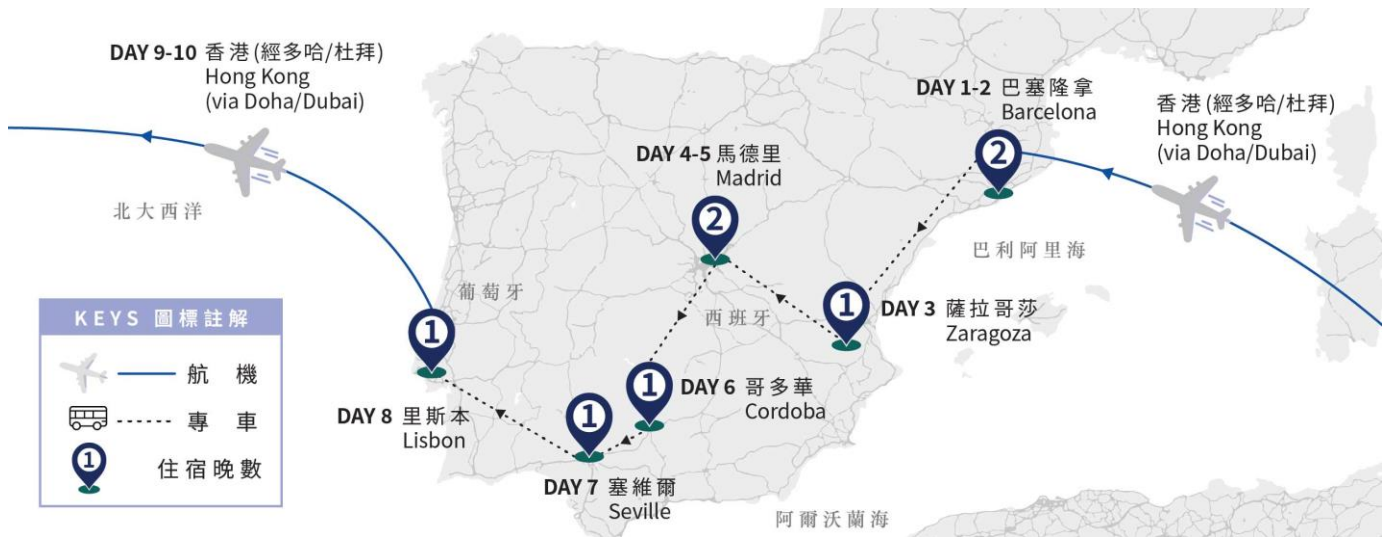 DAY 9-10 香港(經多哈/杜拜)
Hong Kong
(via Doha/Dubai)
DAY 1-2 巴塞隆拿
Barcelona
香港(經多哈/杜拜)
Hong Kong
(via Doha/Dubai)
2
DAY 4-5 馬德里
Madrid
2
北大西洋
巴利阿里海
葡萄牙
西班牙
1
DAY 3 薩拉哥莎
Zaragoza
1
DAY 8 里斯本
Lisbon
1
DAY 6 哥多華
Cordoba
1
DAY 7 塞維爾
Seville
阿爾沃蘭海
KEYS 圖標註解
航機
專車
1
住宿晚數